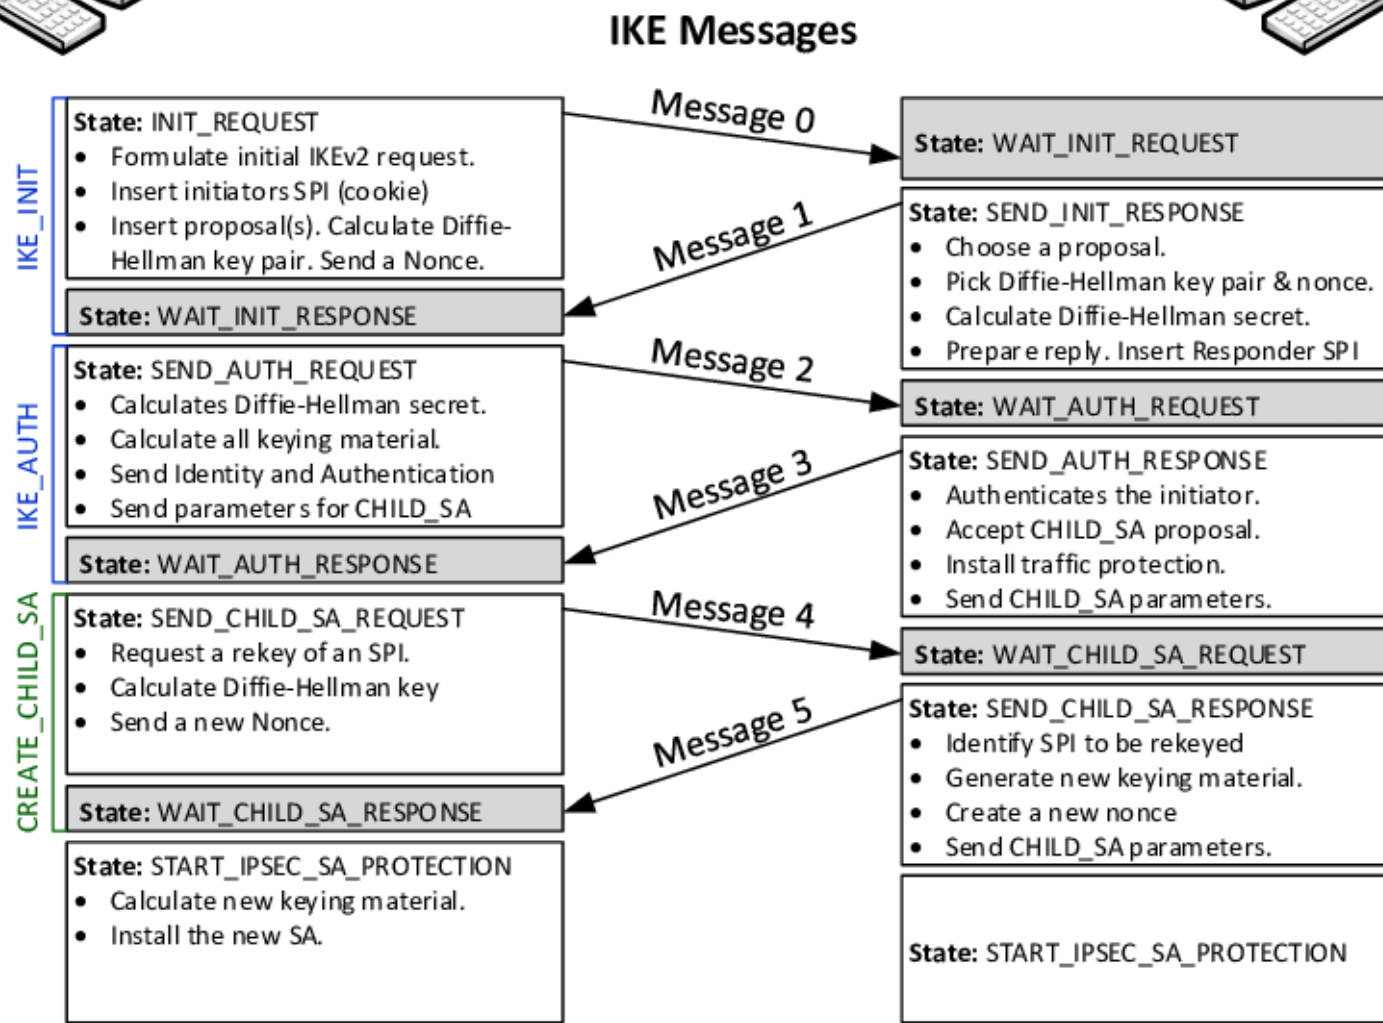 IKE Messages
IKE_INIT
State: INIT_REQUEST
• Formulate initial IKEv2 request.
• Insert initiators SPI (cookie)
• Insert proposal(s). Calculate Diffie-
Hellman key pair. Send a Nonce.
State: WAIT_INIT_RESPONSE
IKE_AUTH
State: SEND_AUTH_REQUEST
• Calculates Diffie-Hellman secret.
• Calculate all keying material.
• Send Identity and Authentication
• Send parameters for CHILD_SA
State: WAIT_AUTH_RESPONSE
CREATE_CHILD_SA
State: SEND_CHILD_SA_REQUEST
• Request a rekey of an SPI.
• Calculate Diffie-Hellman key
• Send a new Nonce.
State: WAIT_CHILD_SA_RESPONSE
State: START_IPSEC_SA_PROTECTION
• Calculate new keying material.
• Install the new SA.
Message 0
Message 1
Message 2
Message 3
Message 4
Message 5
State: WAIT_INIT_REQUEST
State: SEND_INIT_RESPONSE
• Choose a proposal.
• Pick Diffie-Hellman key pair & nonce.
• Calculate Diffie-Hellman secret.
• Prepare reply. Insert Responder SPI
State: WAIT_AUTH_REQUEST
State: SEND_AUTH_RESPONSE
• Authenticates the initiator.
• Accept CHILD_SA proposal.
• Install traffic protection.
• Send CHILD_SA parameters.
State: WAIT_CHILD_SA_REQUEST
State: SEND_CHILD_SA_RESPONSE
• Identify SPI to be rekeyed
• Generate new keying material.
• Create a new nonce
• Send CHILD_SA parameters.
State: START_IPSEC_SA_PROTECTION